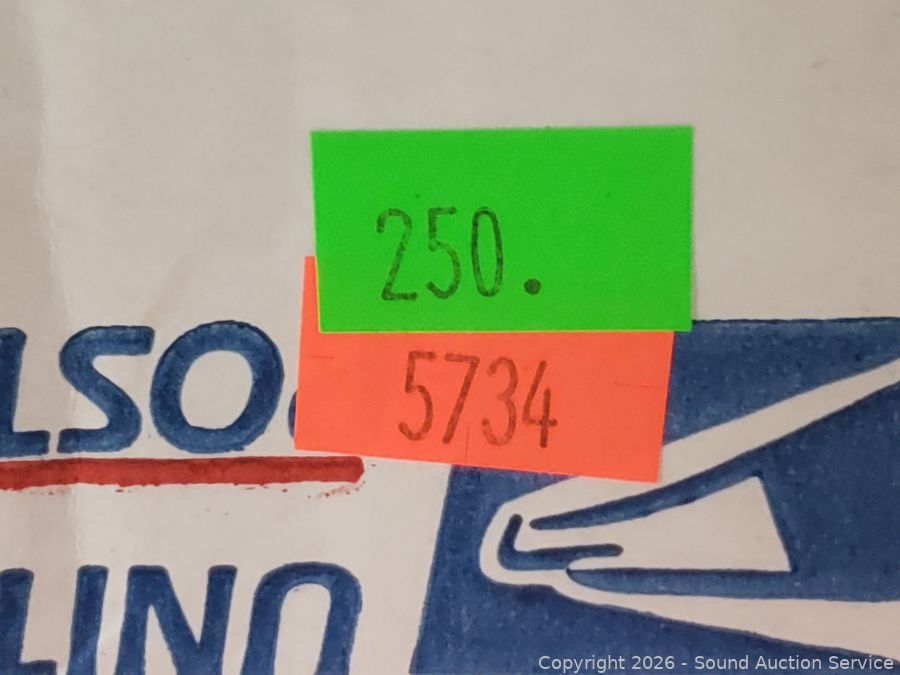 250.
5734
LSO
LINO
Copyright 2026 - Sound Auction Service